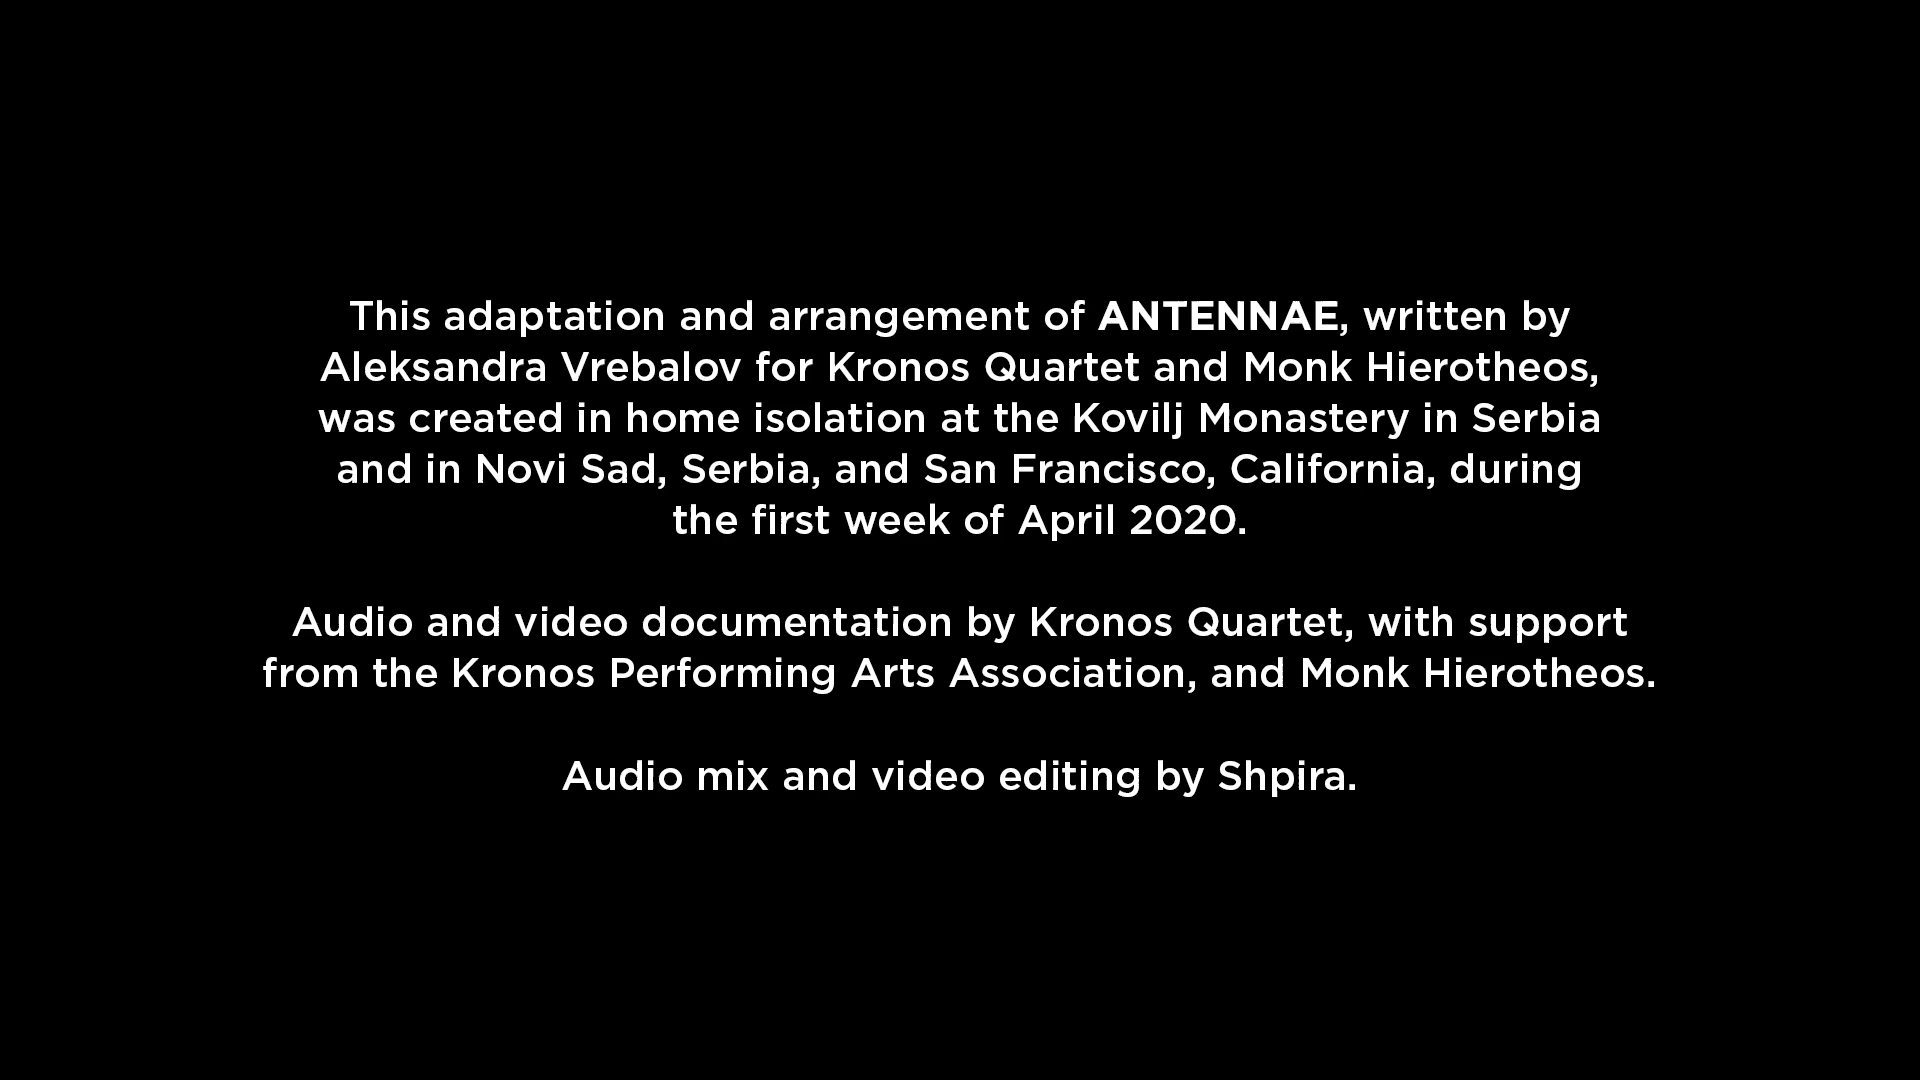 This adaptation and arrangement of ANTENNAE, written by
Aleksandra Vrebalov for Kronos Quartet and Monk Hierotheos,
was created in home isolation at the Kovilj Monastery in Serbia
and in Novi Sad, Serbia, and San Francisco, California, during
the first week of April 2020.
Audio and video documentation by Kronos Quartet, with support
from the Kronos Performing Arts Association, and Monk Hierotheos.
Audio mix and video editing by Shpira.